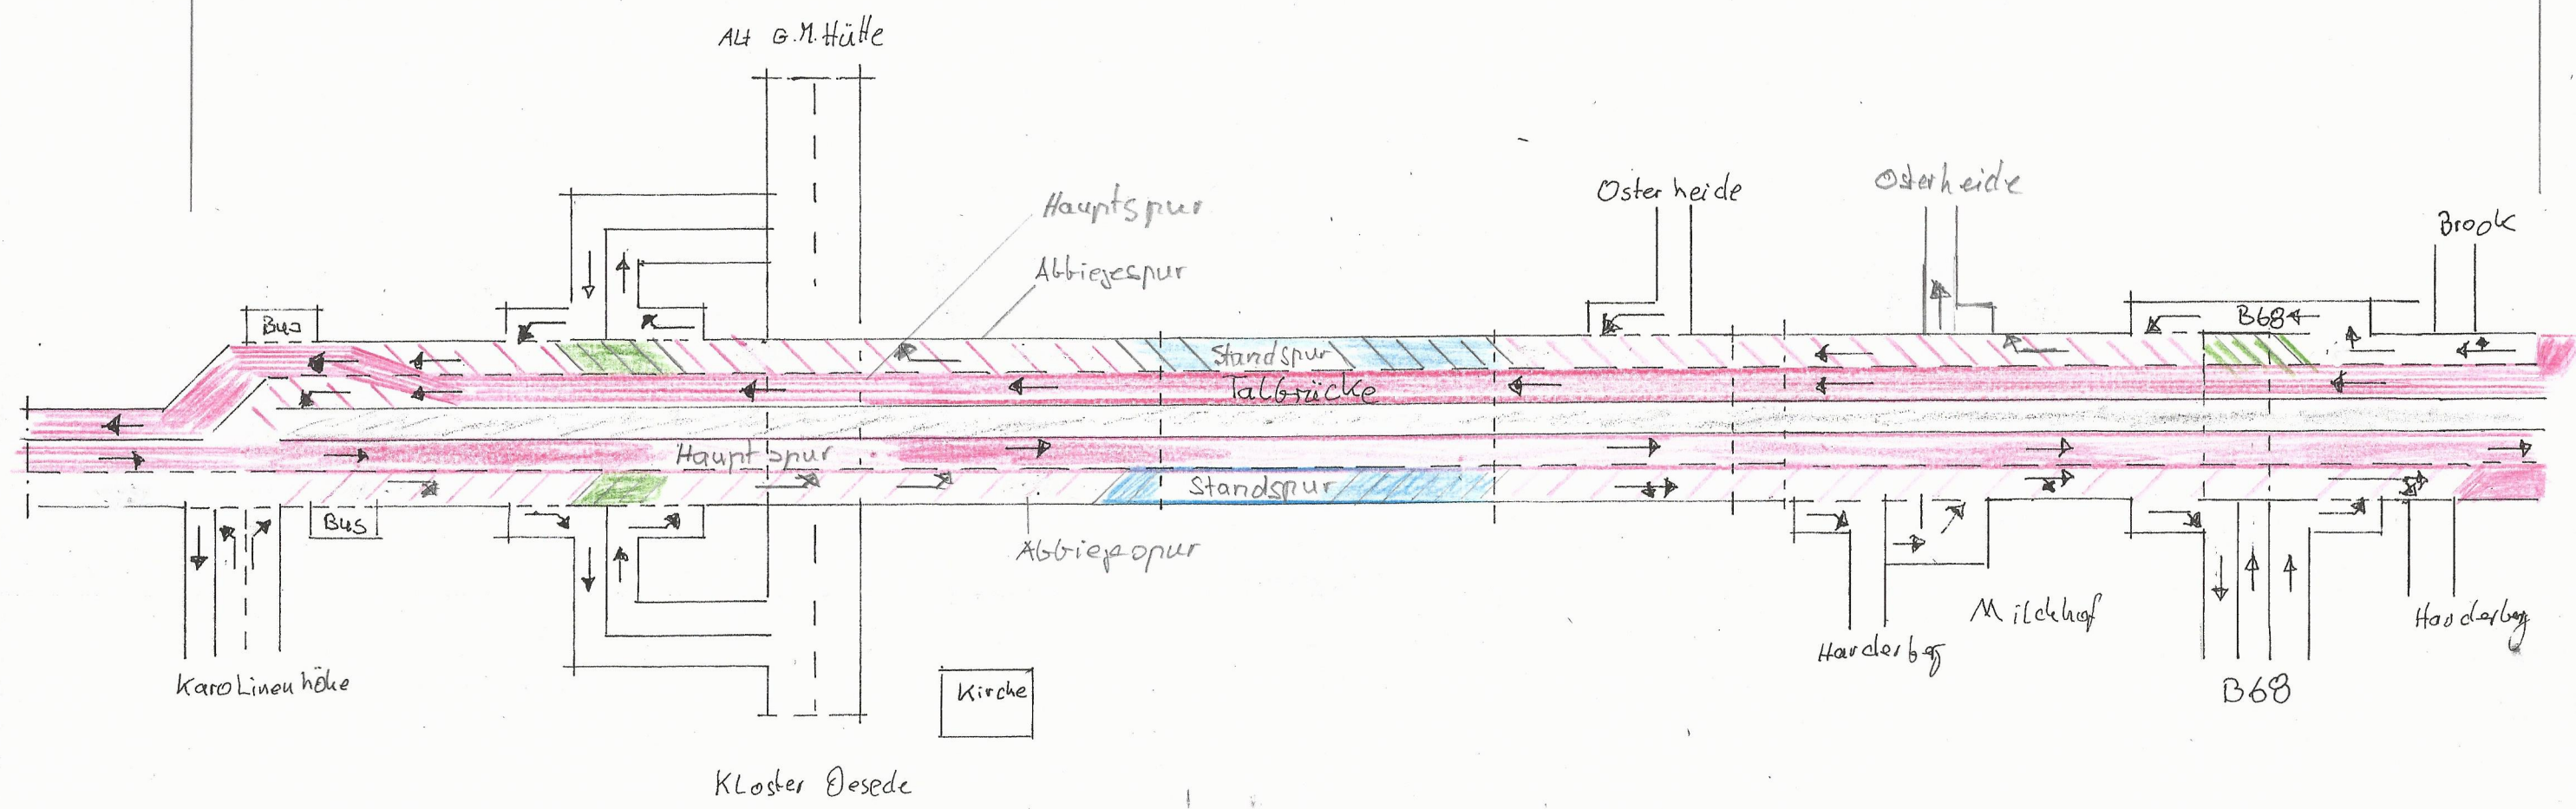 Alt G.M.Hütte
Hauptspur
Abbiegespur
Osterheide
Osterheide
Brook
Bus
B68
Standspur
Talbrücke
Hauptspur
Standspur
Bus
Abbiegspur
Karolinenhöhe
Kirche
Harderberg
Milchhof
Harderberg
B68
Kloster Oesede